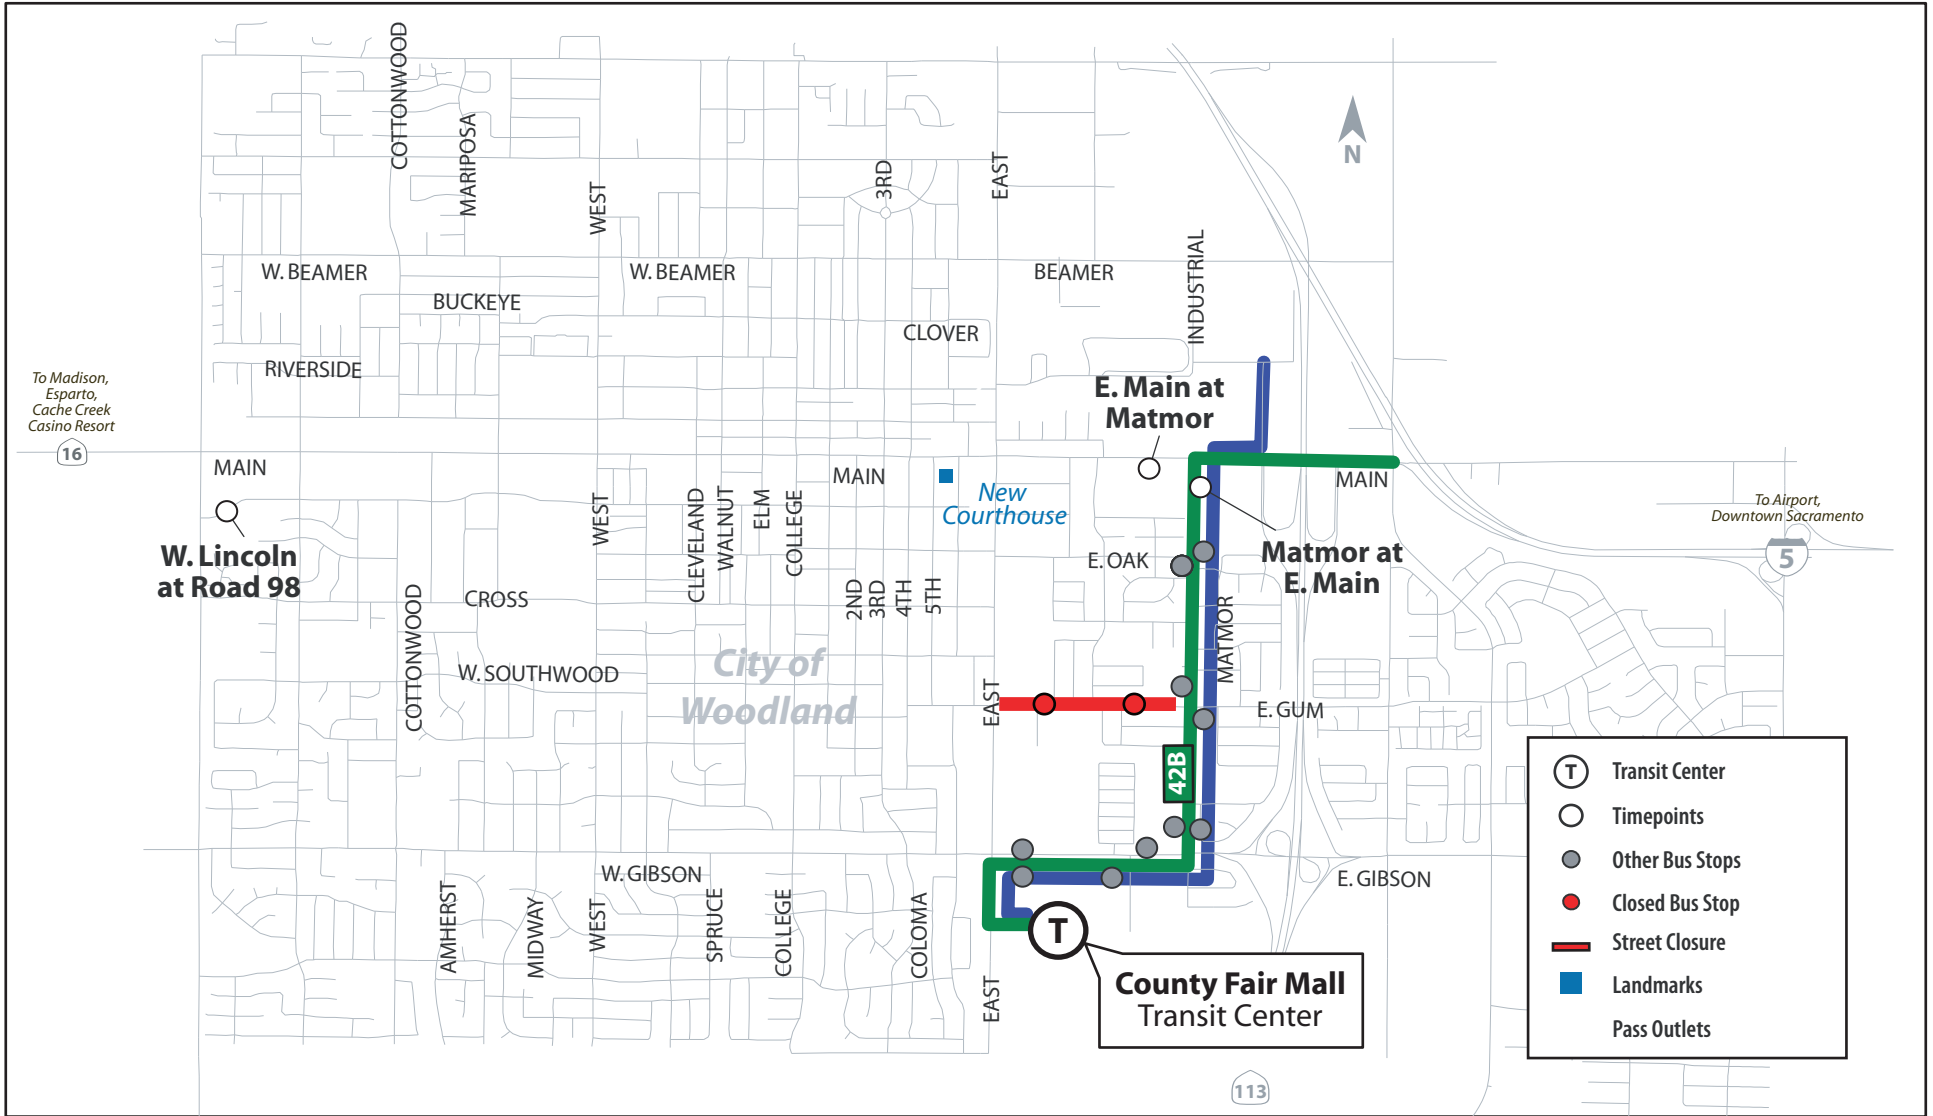 COTTONWOOD
MARIPOSA
WEST
3RD
EAST
N
INDUSTRIAL
W. BEAMER
W. BEAMER
BEAMER
BUCKEYE
CLOVER
RIVERSIDE
To Madison,
Esparto,
Cache Creek
Casino Resort
16
E. Main at
Matmor
MAIN
MAIN
MAIN
New
Courthouse
W. Lincoln
at Road 98
WEST
CLEVELAND
WALNUT
ELM
COLLEGE
To Airport,
Downtown Sacramento
5
E. OAK
Matmor at
E. Main
CROSS
2ND
3RD
4TH
5TH
MATMOR
COTTONWOOD
W. SOUTHWOOD
City of
Woodland
EAST
E. GUM
42B
W. GIBSON
E. GIBSON
AMHERST
MIDWAY
WEST
SPRUCE
COLLEGE
COLOMA
T
EAST
County Fair Mall
Transit Center
113
T Transit Center
Timepoints
Other Bus Stops
Closed Bus Stop
Street Closure
Landmarks
Pass Outlets